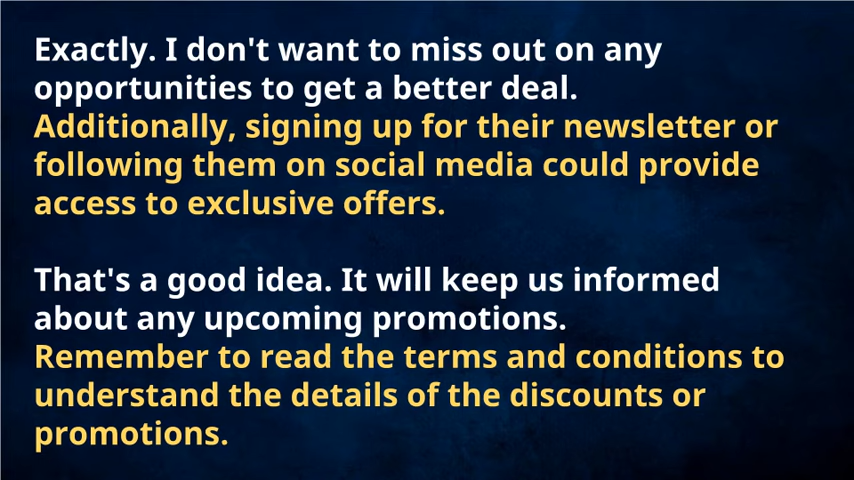 Exactly. I don't want to miss out on any
opportunities to get a better deal.
Additionally, signing up for their newsletter or
following them on social media could provide
access to exclusive offers.
That's a good idea. It will keep us informed
about any upcoming promotions.
Remember to read the terms and conditions to
understand the details of the discounts or
promotions.